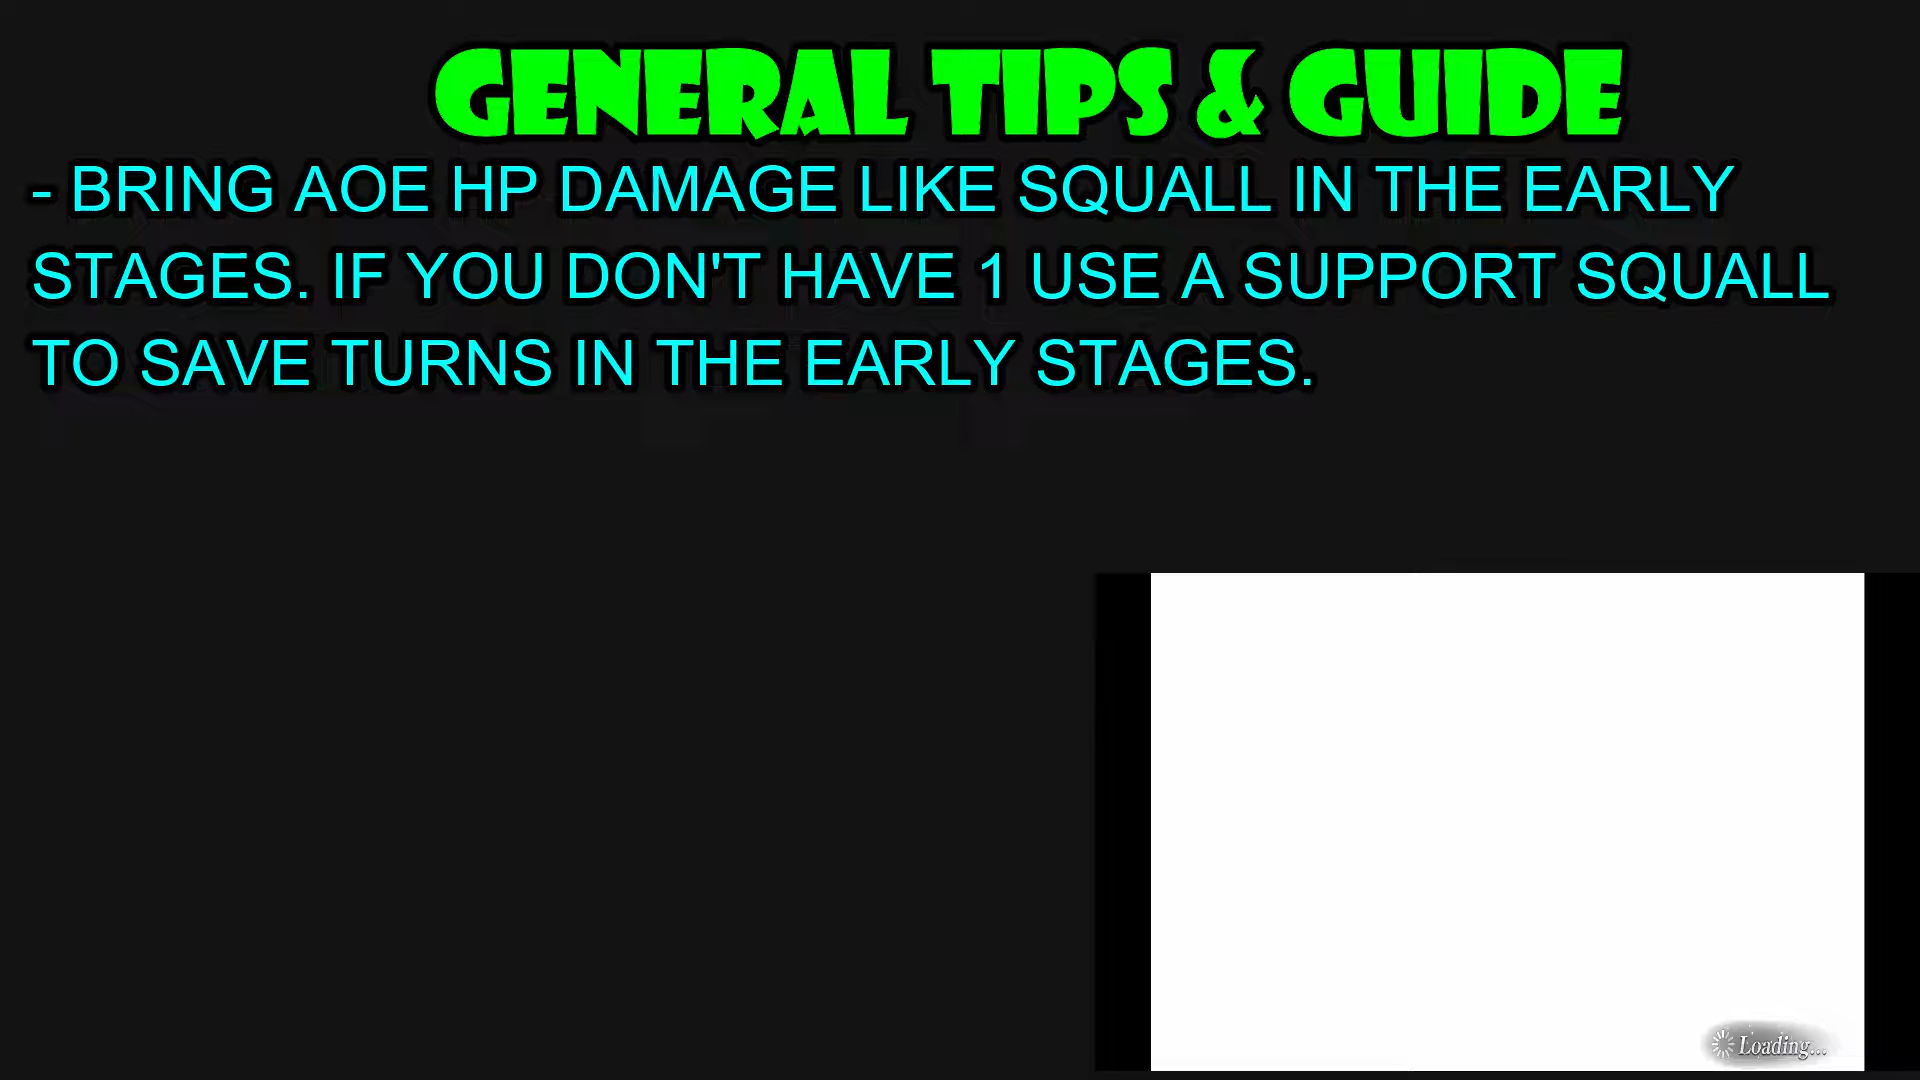 GENERAL TIPS & GUIDE
- BRING AOE HP DAMAGE LIKE SQUALL IN THE EARLY
STAGES. IF YOU DON'T HAVE 1 USE A SUPPORT SQUALL
TO SAVE TURNS IN THE EARLY STAGES.
Loading...